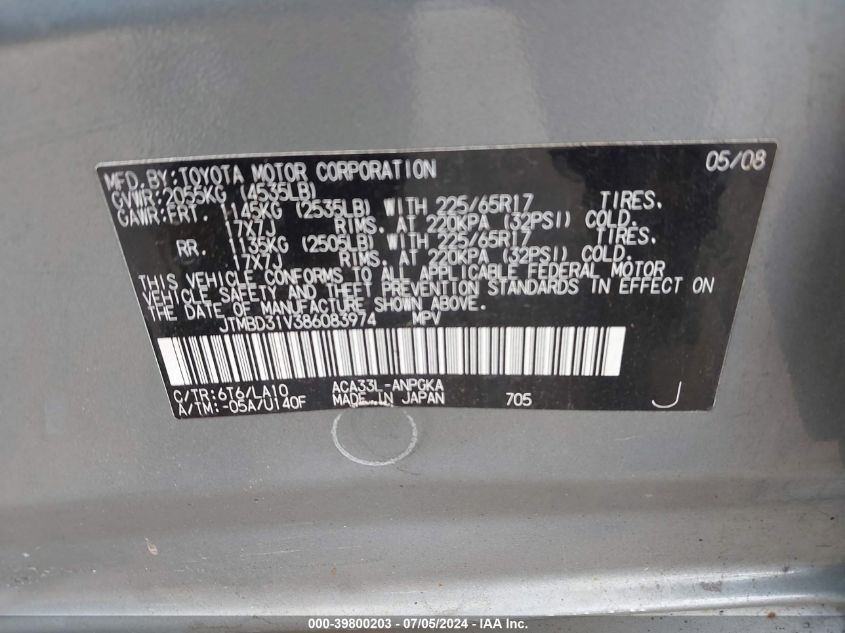 MFD. BY: TOYOTA MOTOR CORPORATION 05/08
GVWR: 2055KG (4535LB)
GAWR: FRT. 1145KG (2535LB) WITH 225/65R17 TIRES.
17X7J RIMS. AT 220KPA (32PSI) COLD.
RR. 1135KG (2505LB) WITH 225/65R17 TIRES.
17X7J RIMS. AT 220KPA (32PSI) COLD.
THIS VEHICLE CONFORMS TO ALL APPLICABLE FEDERAL MOTOR
VEHICLE SAFETY AND THEFT PREVENTION STANDARDS IN EFFECT ON
THE DATE OF MANUFACTURE SHOWN ABOVE.
JTMBD31V386083974 MPV
C/TR:6T6/LA10 ACA33L-ANPGKA
A/TM:-05A/U140F MADE IN JAPAN 705 J
000-39800203 - 07/05/2024 - IAA Inc.